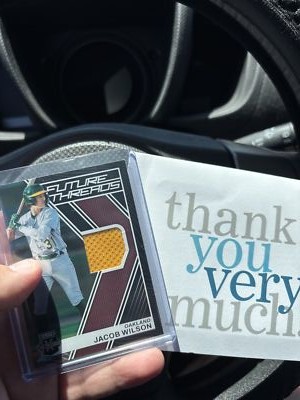 FUTURE
THREADS
OAKLAND
JACOB WILSON
thank
you
very
much